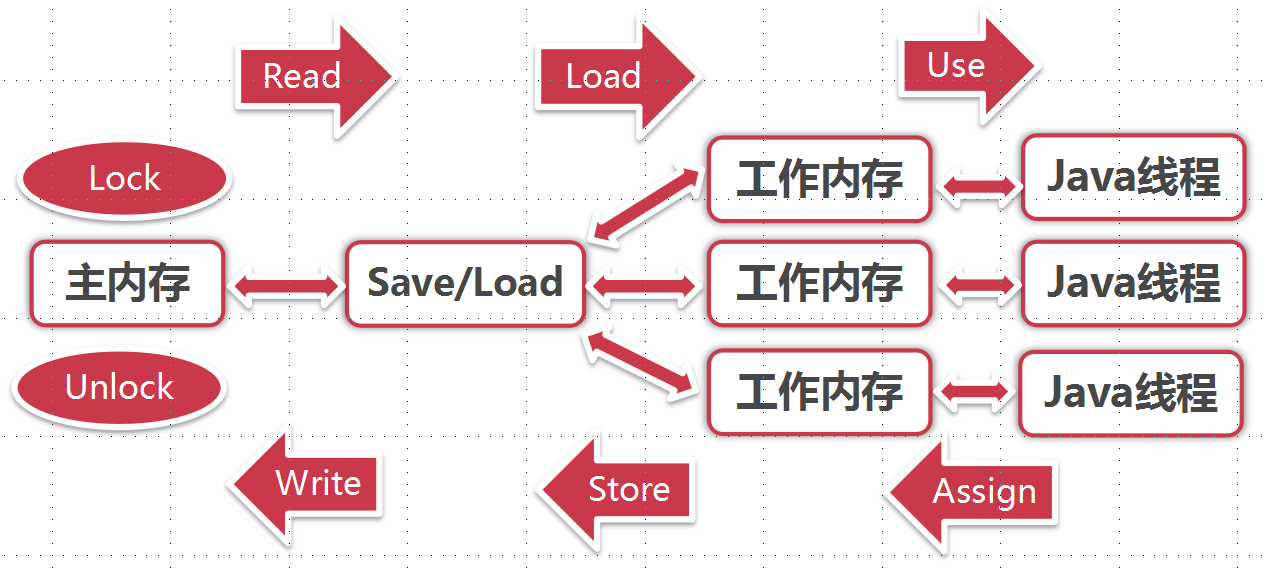 Read
Load
Use
Lock
工作内存
Java线程
主内存
Save/Load
工作内存
Java线程
Unlock
工作内存
Java线程
Write
Store
Assign